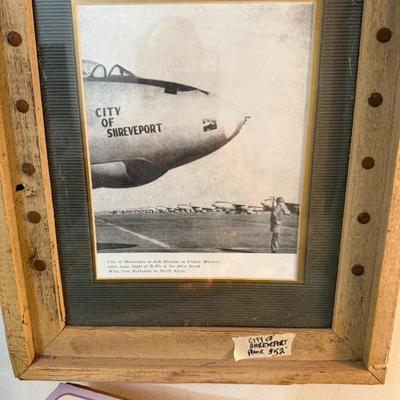 CITY
OF
SHREVEPORT
City of Shreveport at Sidi Slimane in French Morocco
after mass flight of B-47s of the 301st Bomb
Wing from Barksdale to North Africa
CITY OF
SHREVEPORT
PLANE $52